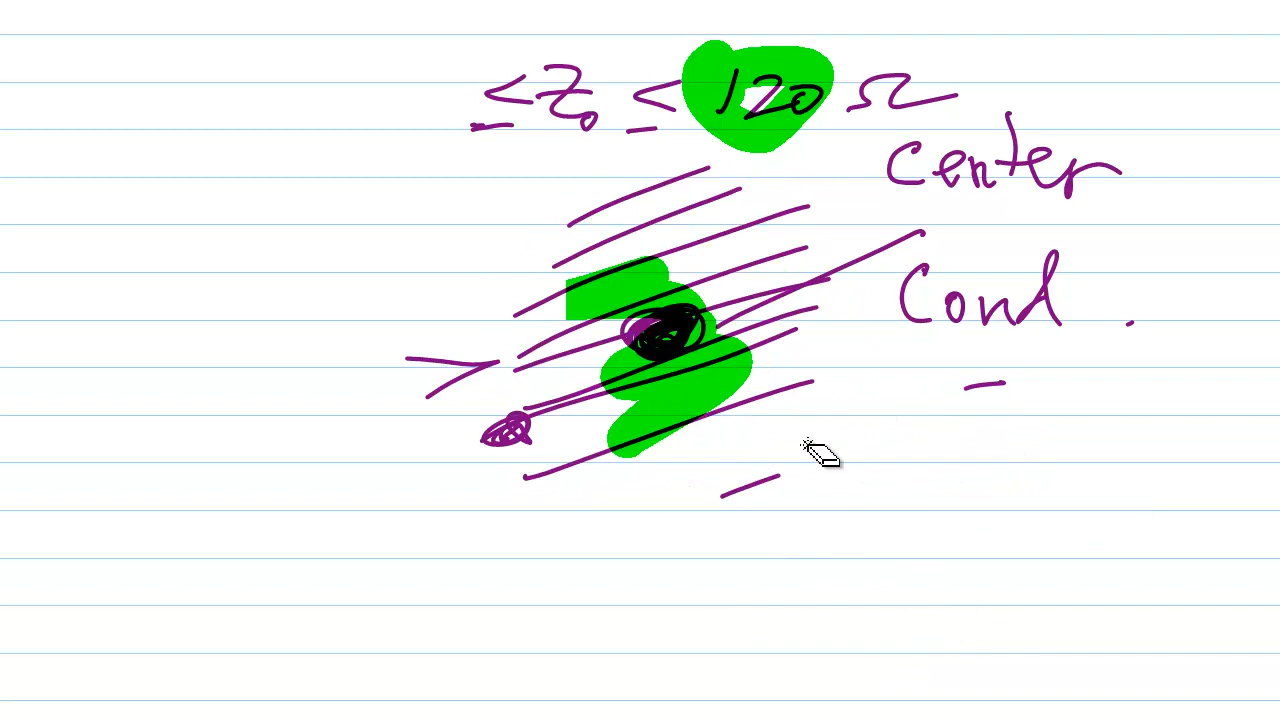 ≤ Z₀ ≤ 120 Ω
Center
Cond.